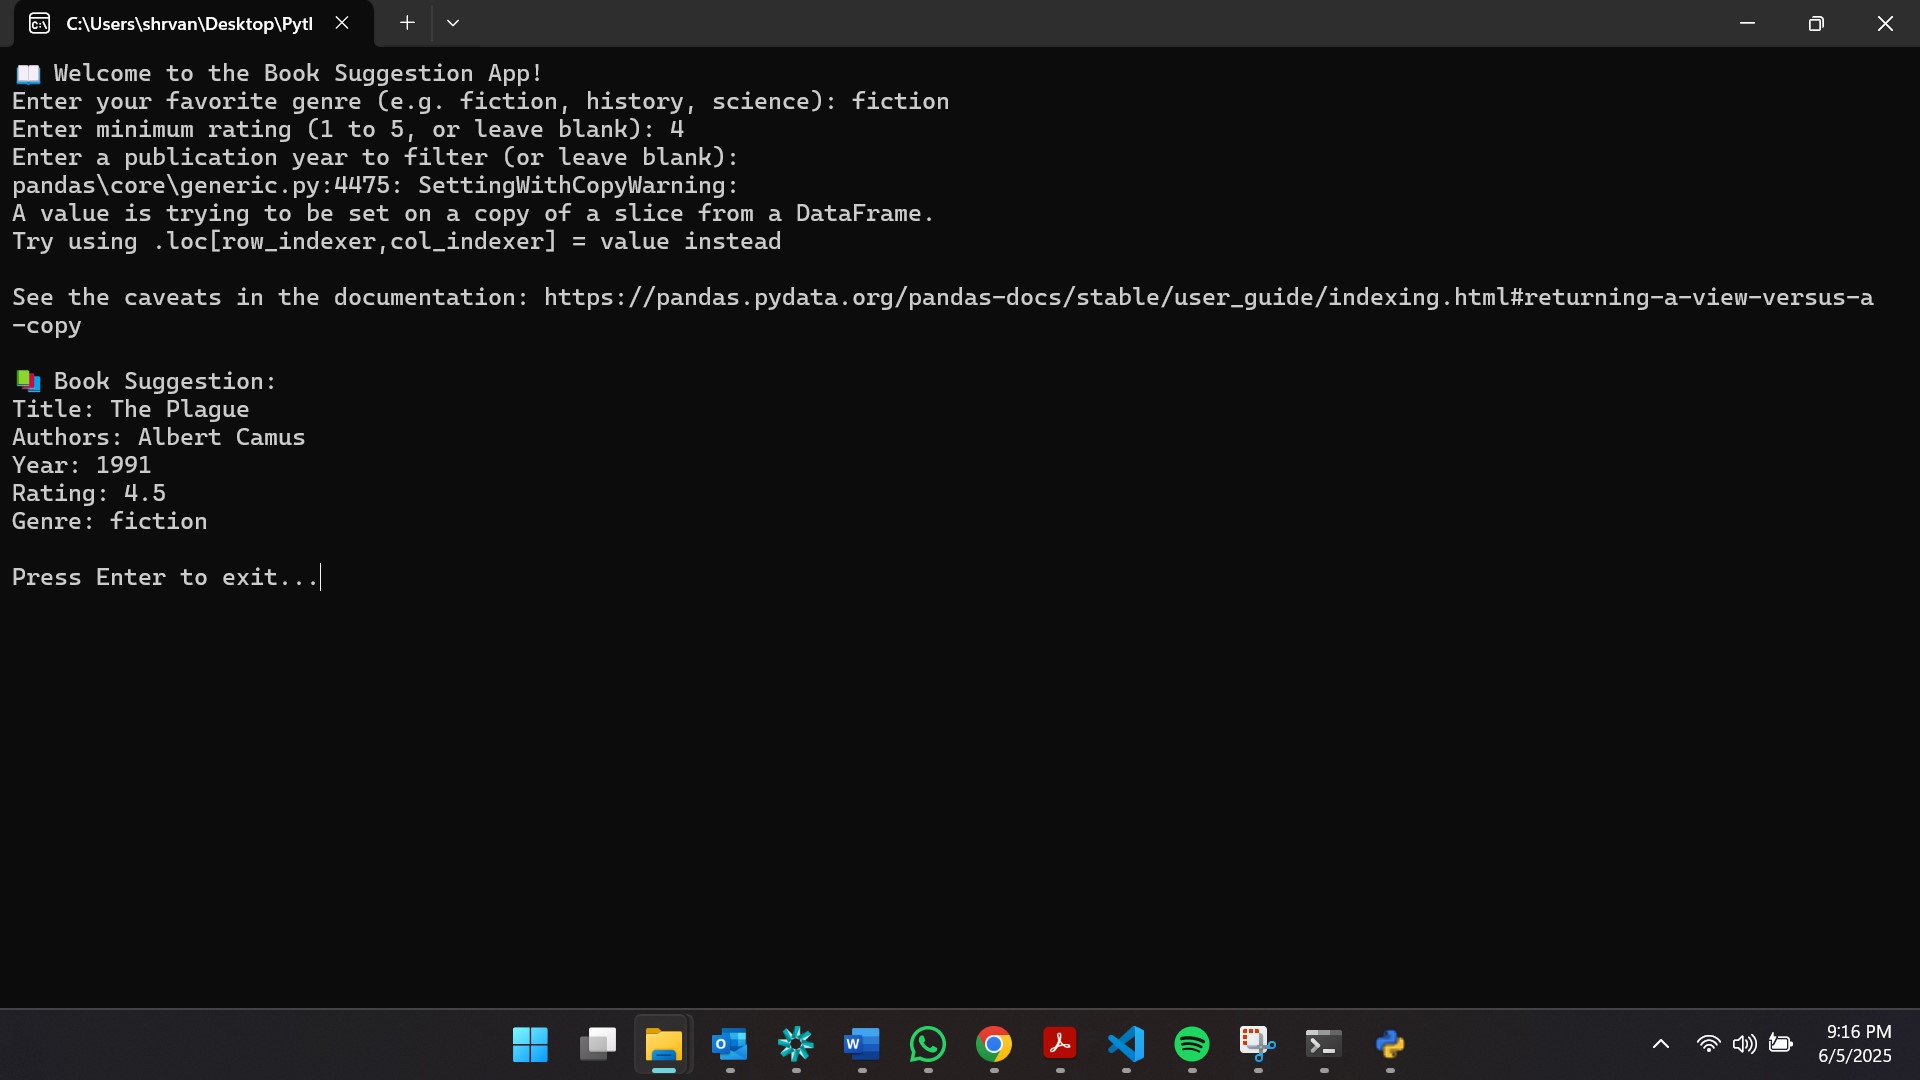 C:\Users\shrvan\Desktop\Pytl
📖 Welcome to the Book Suggestion App!
Enter your favorite genre (e.g. fiction, history, science): fiction
Enter minimum rating (1 to 5, or leave blank): 4
Enter a publication year to filter (or leave blank):
pandas\core\generic.py:4475: SettingWithCopyWarning:
A value is trying to be set on a copy of a slice from a DataFrame.
Try using .loc[row_indexer,col_indexer] = value instead
See the caveats in the documentation: https://pandas.pydata.org/pandas-docs/stable/user_guide/indexing.html#returning-a-view-versus-a
-copy
📚 Book Suggestion:
Title: The Plague
Authors: Albert Camus
Year: 1991
Rating: 4.5
Genre: fiction
Press Enter to exit...
9:16 PM
6/5/2025